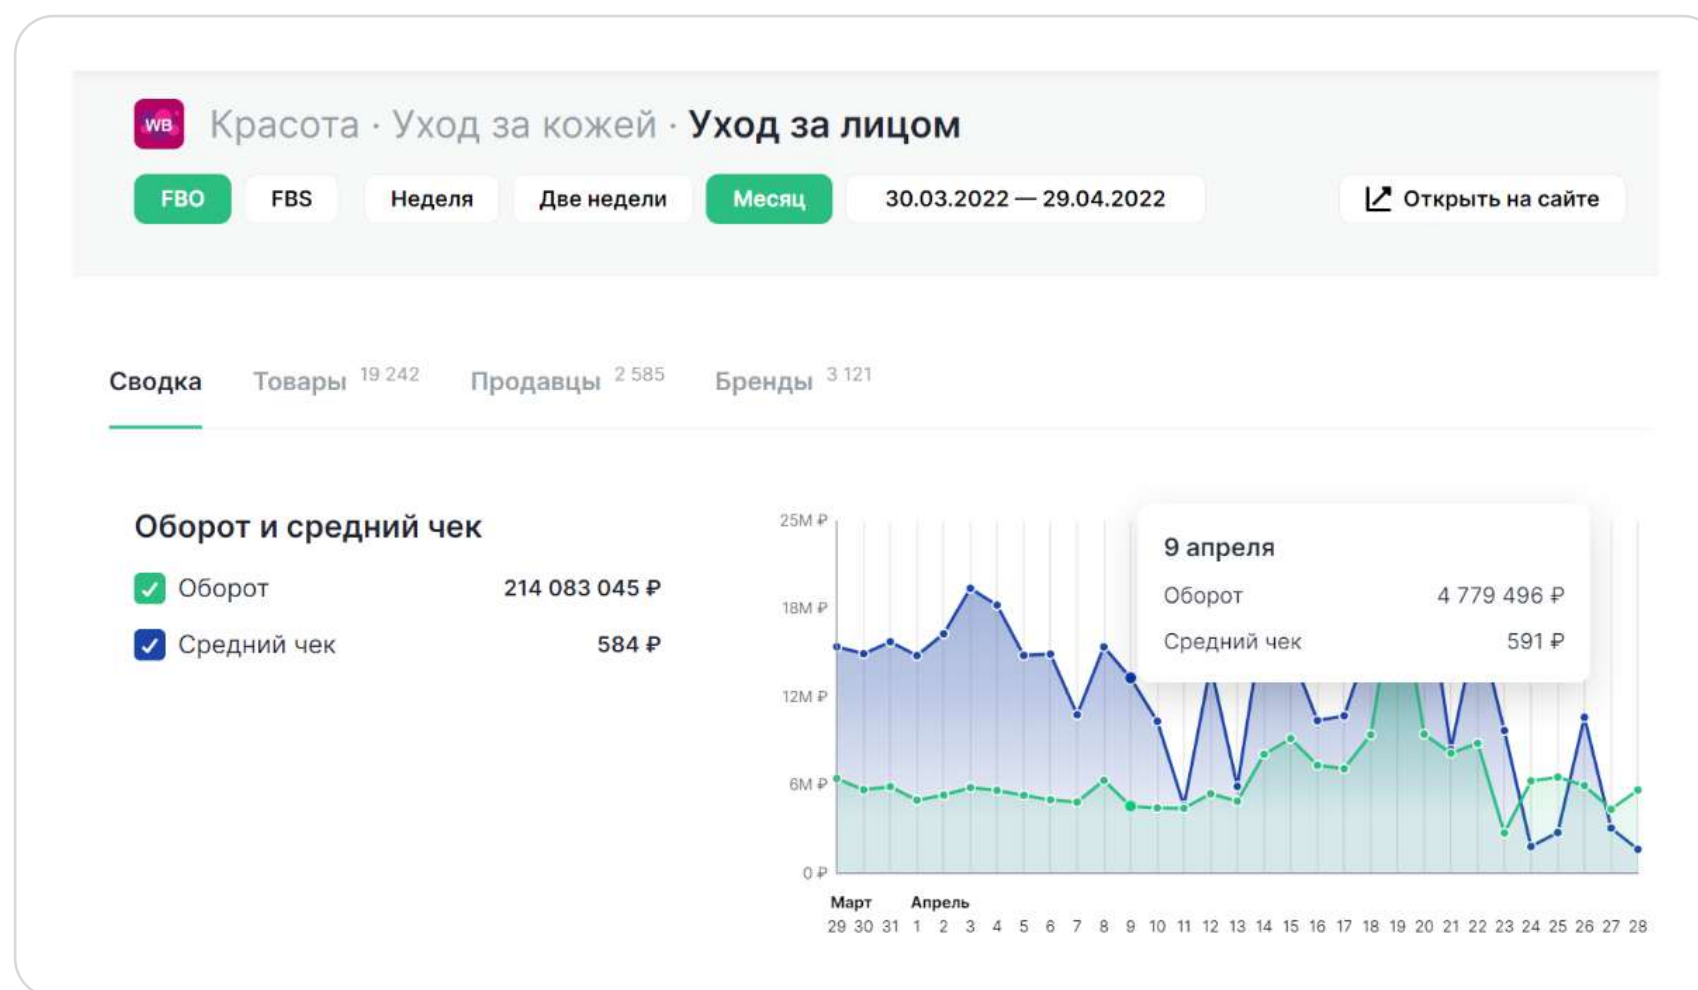 WB Красота · Уход за кожей · Уход за лицом
FBO FBS Неделя Две недели Месяц 30.03.2022 — 29.04.2022 Открыть на сайте
Сводка Товары 19 242 Продавцы 2 585 Бренды 3 121
Оборот и средний чек
Оборот 214 083 045 ₽
Средний чек 584 ₽
25M ₽
18M ₽
12M ₽
6M ₽
0 ₽
9 апреля
Оборот 4 779 496 ₽
Средний чек 591 ₽
Март Апрель
29 30 31 1 2 3 4 5 6 7 8 9 10 11 12 13 14 15 16 17 18 19 20 21 22 23 24 25 26 27 28